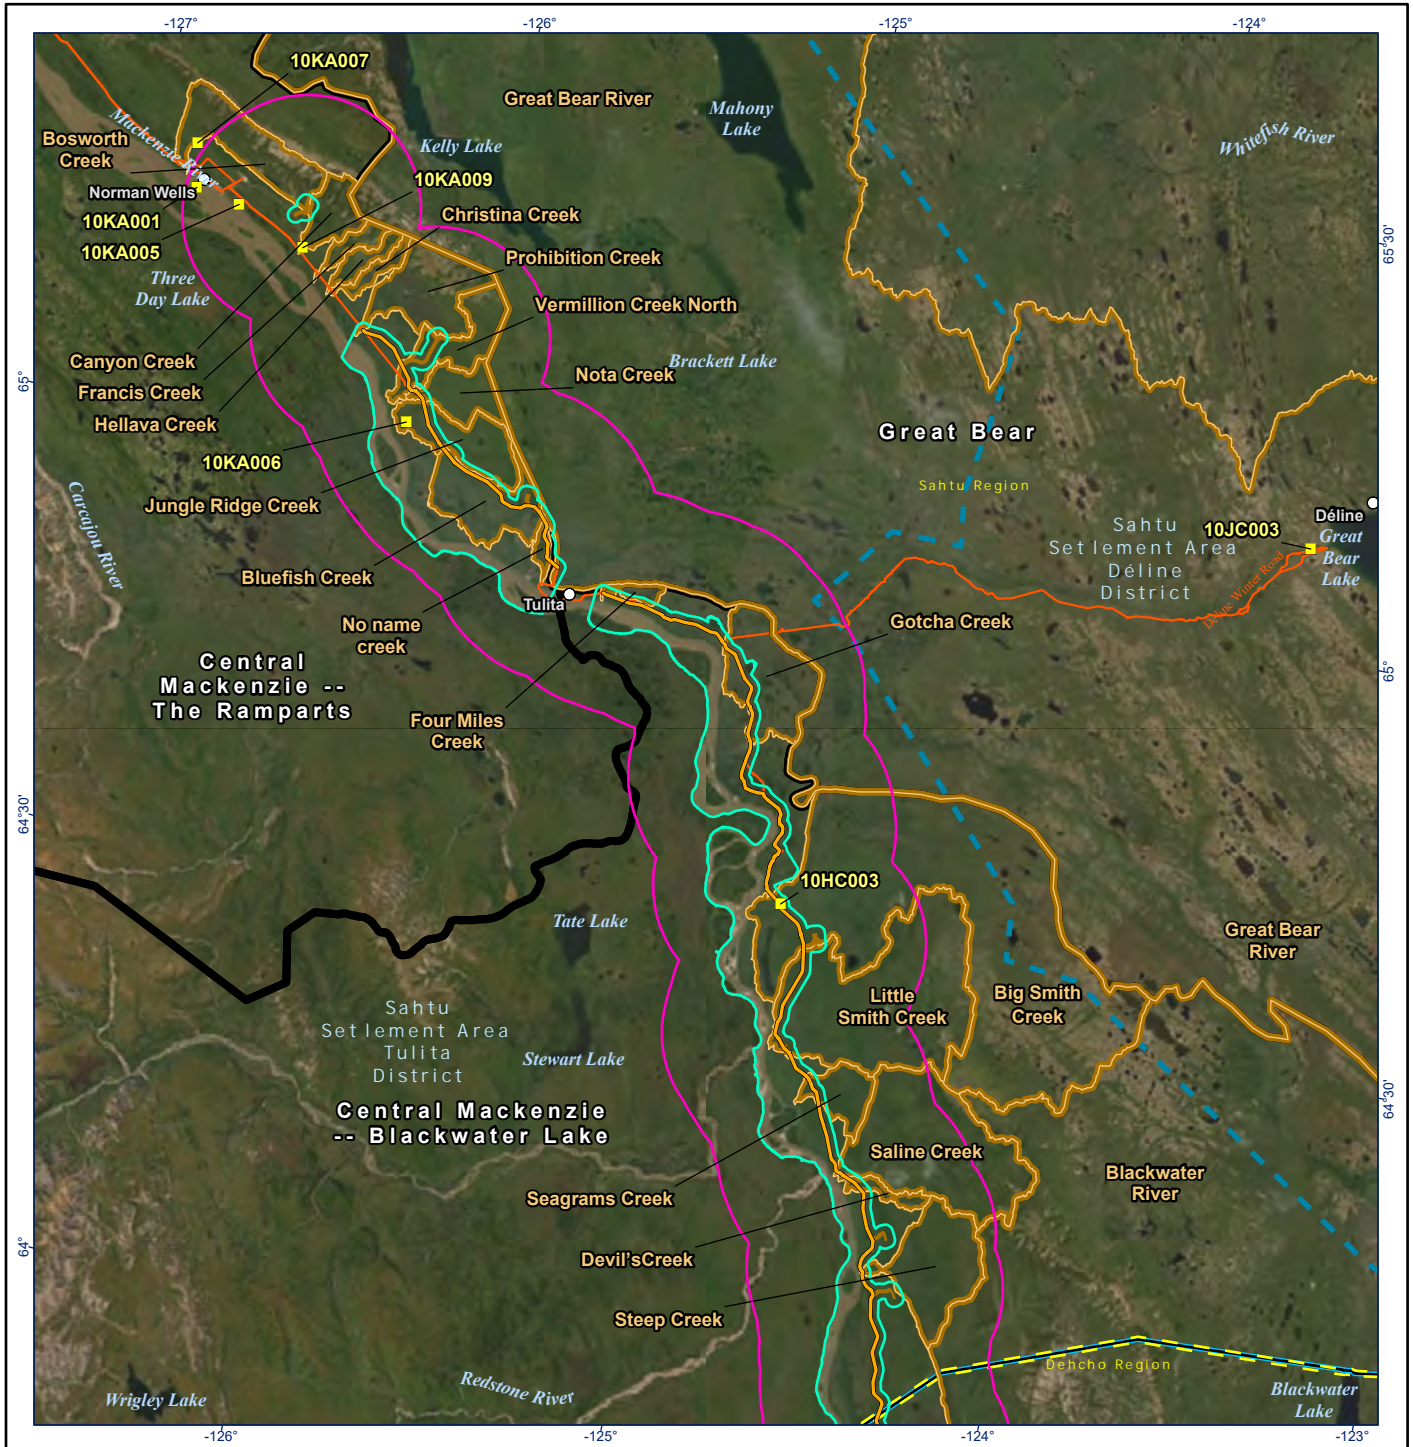 -127°
-126°
-125°
-124°
10KA007
Great Bear River
Mahony
Lake
Mackenzie River
Bosworth
Creek
Kelly Lake
Whitefish River
10KA009
Norman Wells
10KA001
Christina Creek
10KA005
65°30'
Prohibition Creek
Three
Day Lake
Vermillion Creek North
Canyon Creek
Brackett Lake
Nota Creek
65°
Francis Creek
Hellava Creek
Great Bear
10KA006
Sahtu Region
Jungle Ridge Creek
Carcajou River
Déline
10JC003
Great
Bear
Lake
Sahtu
Setlement Area
Déline
District
Déline Winter Road
Bluefish Creek
Tulita
No name
creek
Gotcha Creek
65°
Central
Mackenzie --
The Ramparts
Four Miles
Creek
64°30'
10HC003
Tate Lake
Great Bear
River
Little
Smith Creek
Big Smith
Creek
Sahtu
Setlement Area
Tulita
District
Stewart Lake
64°30'
Central Mackenzie
-- Blackwater Lake
Saline Creek
Blackwater
River
Seagrams Creek
64°
Devil'sCreek
Steep Creek
Dehcho Region
Wrigley Lake
Redstone River
Blackwater
Lake
-126°
-125°
-124°
-123°